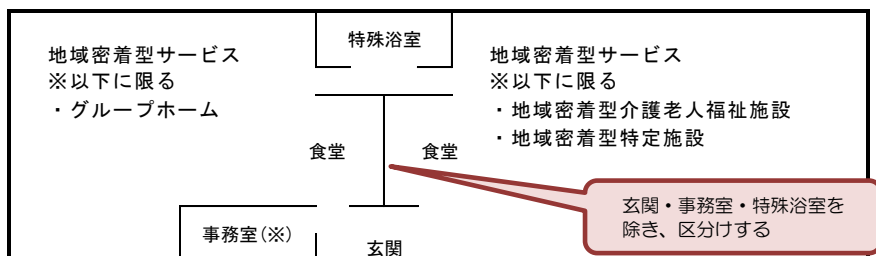 特殊浴室
地域密着型サービス
※以下に限る
・グループホーム
地域密着型サービス
※以下に限る
・地域密着型介護老人福祉施設
・地域密着型特定施設
食堂
食堂
玄関・事務室・特殊浴室を
除き、区分けする
事務室(※)
玄関